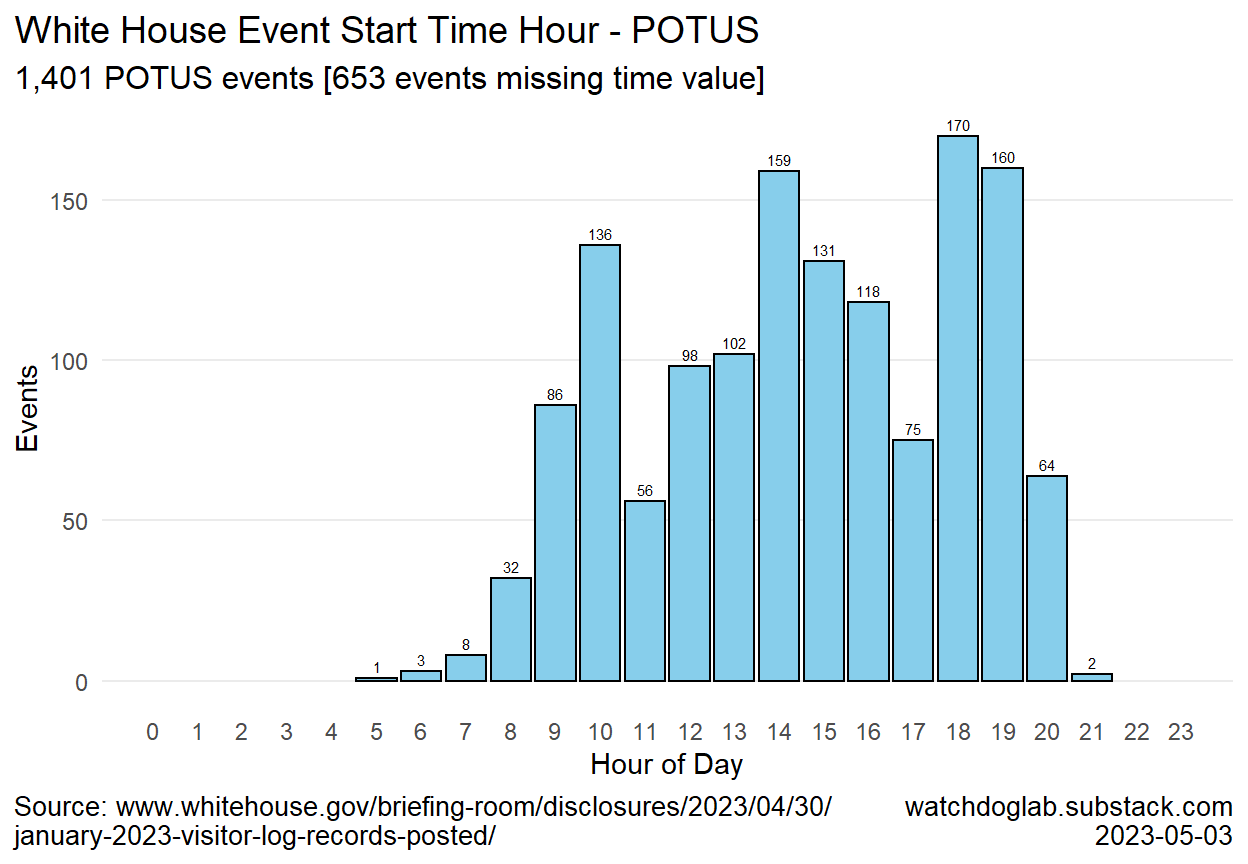 White House Event Start Time Hour - POTUS
1,401 POTUS events [653 events missing time value]
170
160
159
136
131
118
102
98
86
75
64
56
32
8
3
1
2
150
100
50
0
Events
0 1 2 3 4 5 6 7 8 9 10 11 12 13 14 15 16 17 18 19 20 21 22 23
Hour of Day
Source: www.whitehouse.gov/briefing-room/disclosures/2023/04/30/
january-2023-visitor-log-records-posted/
watchdoglab.substack.com
2023-05-03